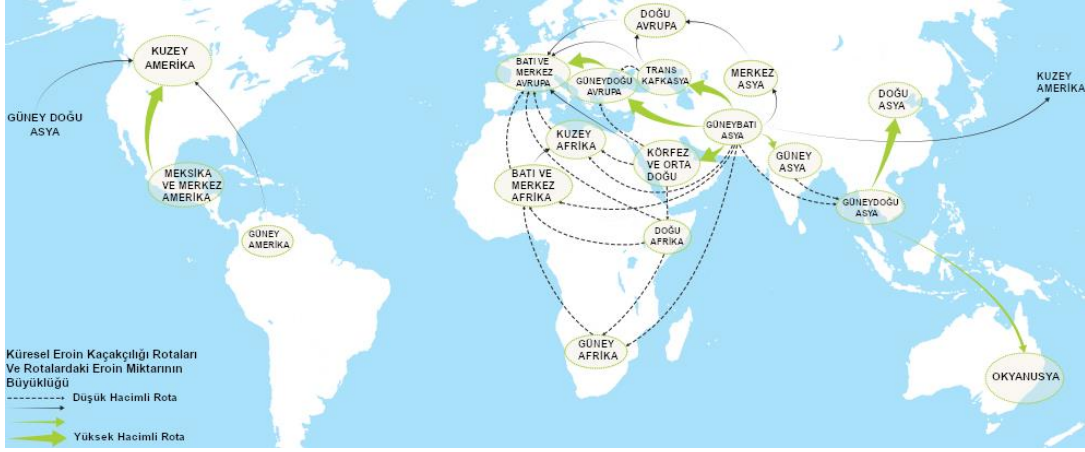 KUZEY
AMERİKA
GÜNEY DOĞU
ASYA
MEKSİKA
VE MERKEZ
AMERİKA
GÜNEY
AMERİKA
DOĞU
AVRUPA
BATI VE
MERKEZ
AVRUPA
GÜNEYDOĞU
AVRUPA
TRANS
KAFKASYA
MERKEZ
ASYA
KUZEY
AMERİKA
DOĞU
ASYA
GÜNEYBATI
ASYA
KUZEY
AFRİKA
KÖRFEZ
VE ORTA
DOĞU
GÜNEY
ASYA
BATI VE
MERKEZ
AFRİKA
GÜNEYDOĞU
ASYA
DOĞU
AFRİKA
GÜNEY
AFRİKA
OKYANUSYA
Küresel Eroin Kaçakçılığı Rotaları
Ve Rotalardaki Eroin Miktarının
Büyüklüğü
Düşük Hacimli Rota
Yüksek Hacimli Rota